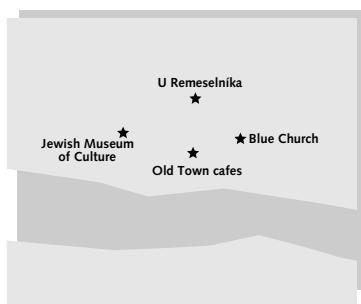 U Remeselníka
Jewish Museum
of Culture
Blue Church
Old Town cafes